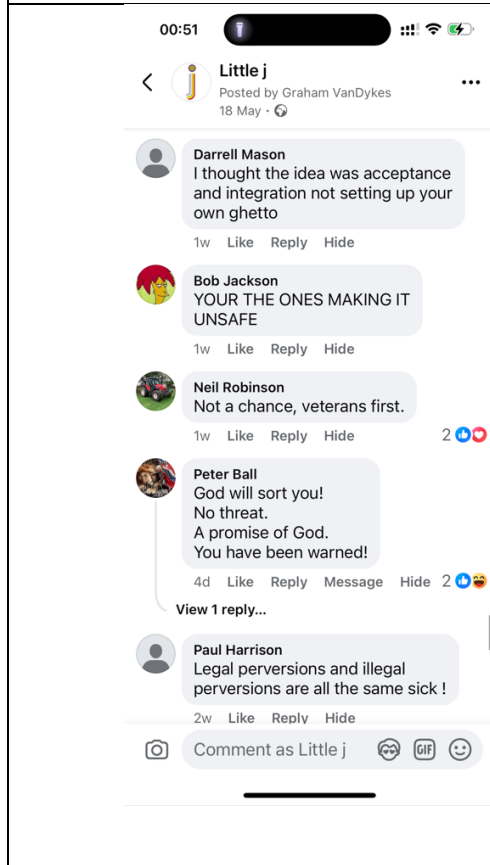 00:51
Little j
Posted by Graham VanDykes
18 May ·
Darrell Mason
I thought the idea was acceptance
and integration not setting up your
own ghetto
1w Like Reply Hide
Bob Jackson
YOUR THE ONES MAKING IT
UNSAFE
1w Like Reply Hide
Neil Robinson
Not a chance, veterans first.
1w Like Reply Hide 2
Peter Ball
God will sort you!
No threat.
A promise of God.
You have been warned!
4d Like Reply Message Hide 2
View 1 reply...
Paul Harrison
Legal perversions and illegal
perversions are all the same sick !
2w Like Reply Hide
Comment as Little j GIF